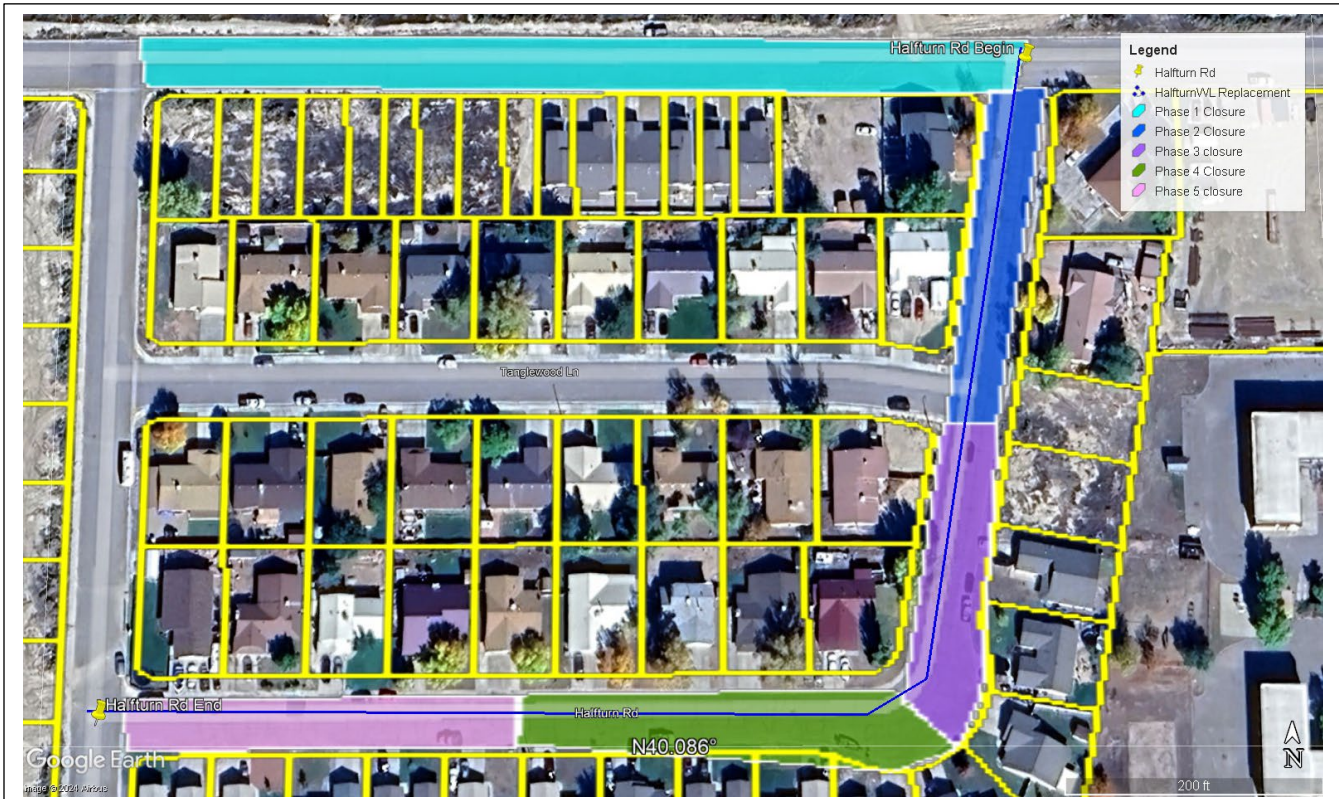 Halfturn Rd Begin
Legend
Halfturn Rd
HalfturnWL Replacement
Phase 1 Closure
Phase 2 Closure
Phase 3 closure
Phase 4 Closure
Phase 5 closure
Tanglewood Ln
Halfturn Rd End
Halfturn Rd
N40.086°
Google Earth
Image © 2024 Airbus
N
200 ft